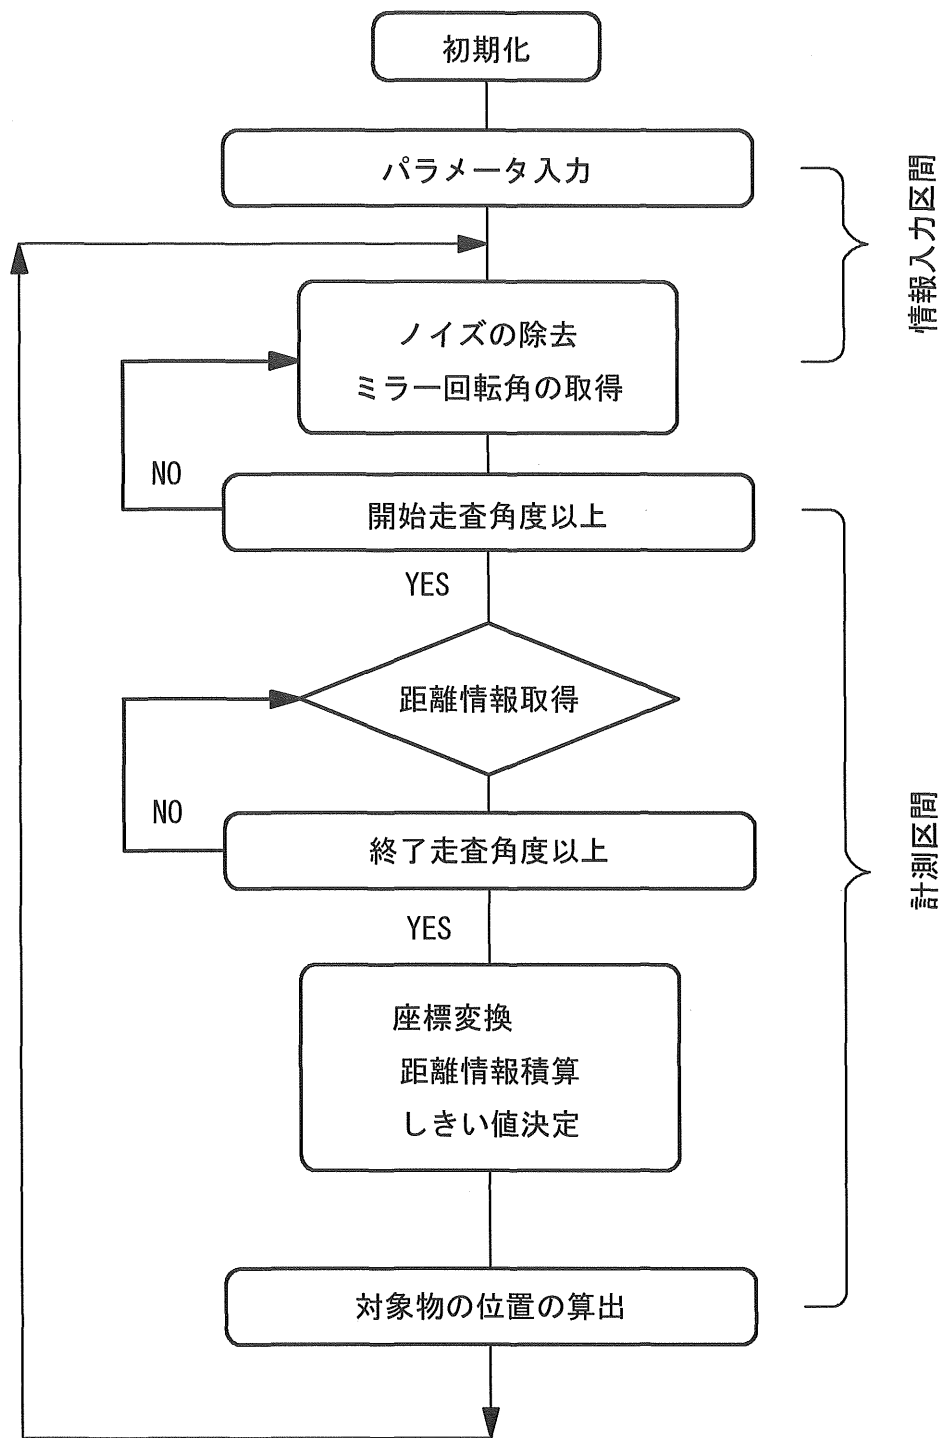 初期化
パラメータ入力
情報入力区間
ノイズの除去
ミラー回転角の取得
NO
開始走査角度以上
YES
距離情報取得
NO
終了走査角度以上
計測区間
YES
座標変換
距離情報積算
しきい値決定
対象物の位置の算出